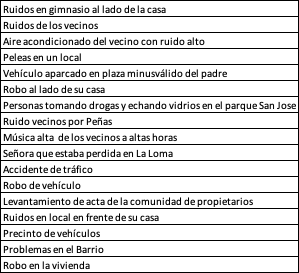 Ruidos en gimnasio al lado de la casa
Ruidos de los vecinos
Aire acondicionado del vecino con ruido alto
Peleas en un local
Vehículo aparcado en plaza minusválido del padre
Robo al lado de su casa
Personas tomando drogas y echando vidrios en el parque San Jose
Ruido vecinos por Peñas
Música alta de los vecinos a altas horas
Señora que estaba perdida en La Loma
Accidente de tráfico
Robo de vehículo
Levantamiento de acta de la comunidad de propietarios
Ruidos en local en frente de su casa
Precinto de vehículos
Problemas en el Barrio
Robo en la vivienda